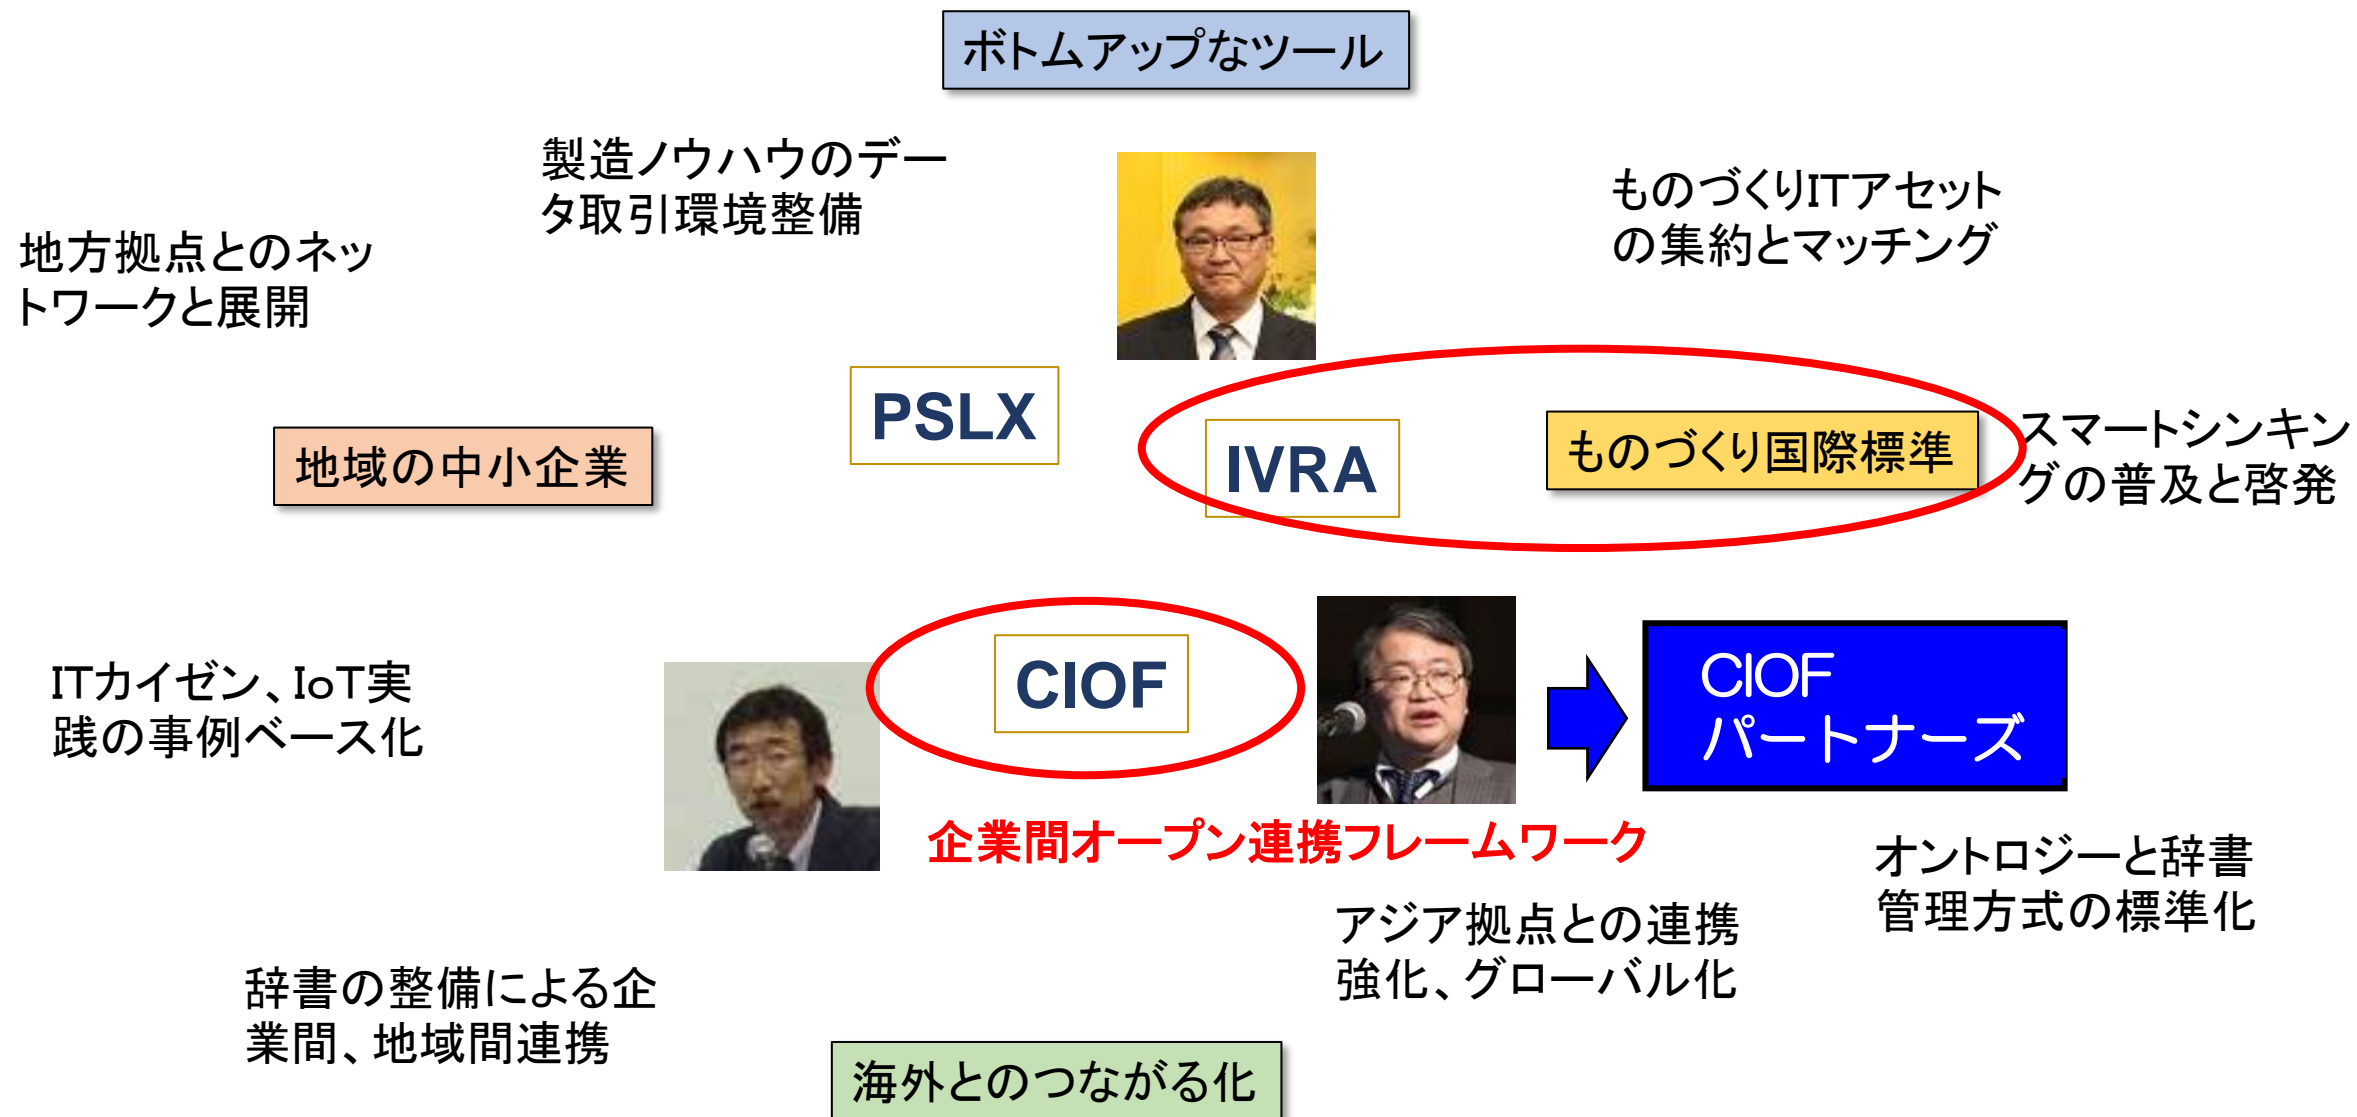 ボトムアップなツール
製造ノウハウのデー
タ取引環境整備
ものづくりITアセット
の集約とマッチング
地方拠点とのネッ
トワークと展開
PSLX
IVRA
ものづくり国際標準
スマートシンキン
グの普及と啓発
地域の中小企業
ITカイゼン、IoT実
践の事例ベース化
CIOF
CIOF
パートナーズ
企業間オープン連携フレームワーク
オントロジーと辞書
管理方式の標準化
アジア拠点との連携
強化、グローバル化
辞書の整備による企
業間、地域間連携
海外とのつながる化